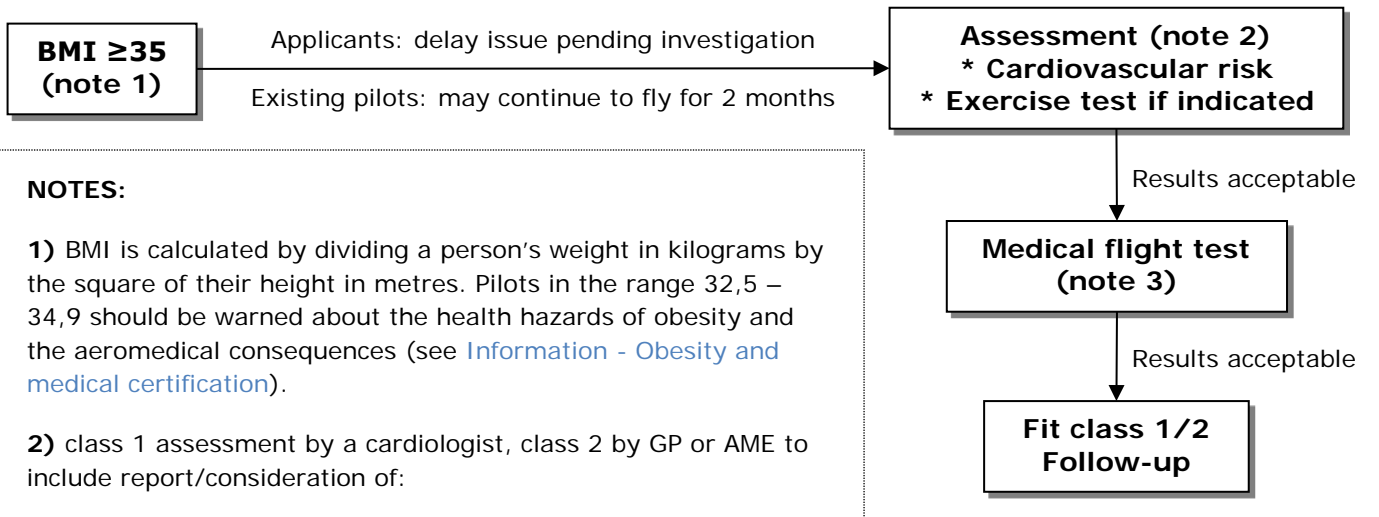 BMI ≥35
(note 1)
Applicants: delay issue pending investigation
Existing pilots: may continue to fly for 2 months
Assessment (note 2)
* Cardiovascular risk
* Exercise test if indicated
Results acceptable
Medical flight test
(note 3)
Results acceptable
Fit class 1/2
Follow-up
NOTES:
1) BMI is calculated by dividing a person’s weight in kilograms by
the square of their height in metres. Pilots in the range 32,5 –
34,9 should be warned about the health hazards of obesity and
the aeromedical consequences (see Information - Obesity and
medical certification).
2) class 1 assessment by a cardiologist, class 2 by GP or AME to
include report/consideration of: